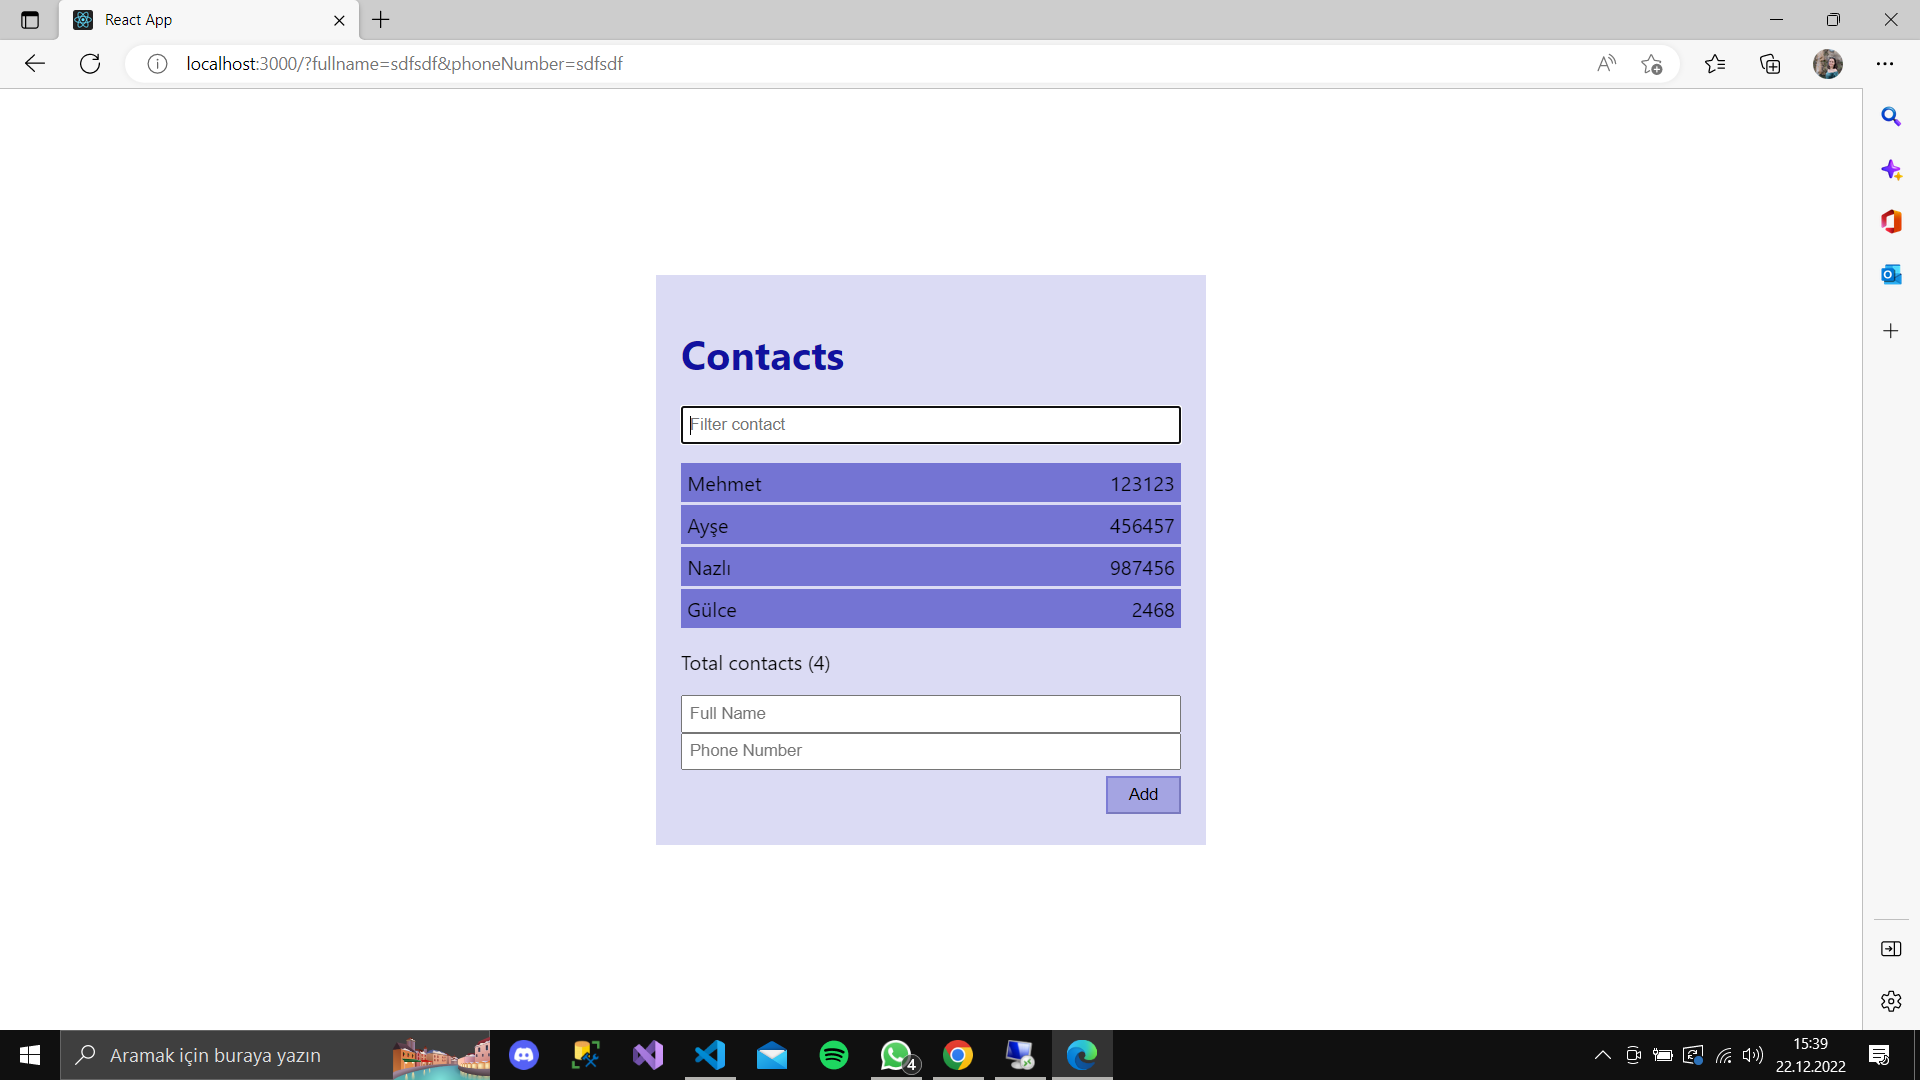 React App
localhost:3000/?fullname=sdfsdf&phoneNumber=sdfsdf
Contacts
Filter contact
Mehmet 123123
Ayşe 456457
Nazlı 987456
Gülce 2468
Total contacts (4)
Full Name
Phone Number
Add
Aramak için buraya yazın
4
15:39
22.12.2022